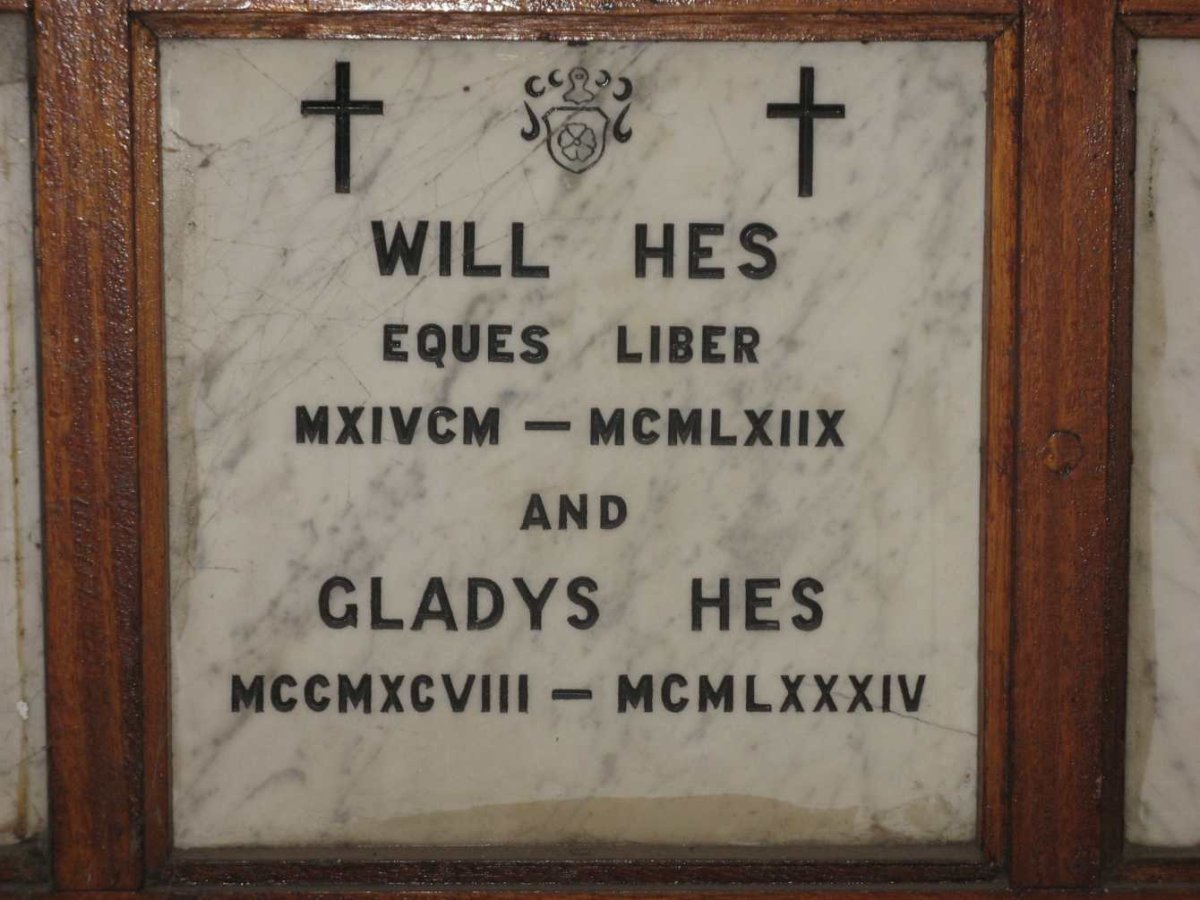 WILL HES
EQUES LIBER
MXIVCM — MCMLXIIX
AND
GLADYS HES
MCCMXCVIII — MCMLXXXIV